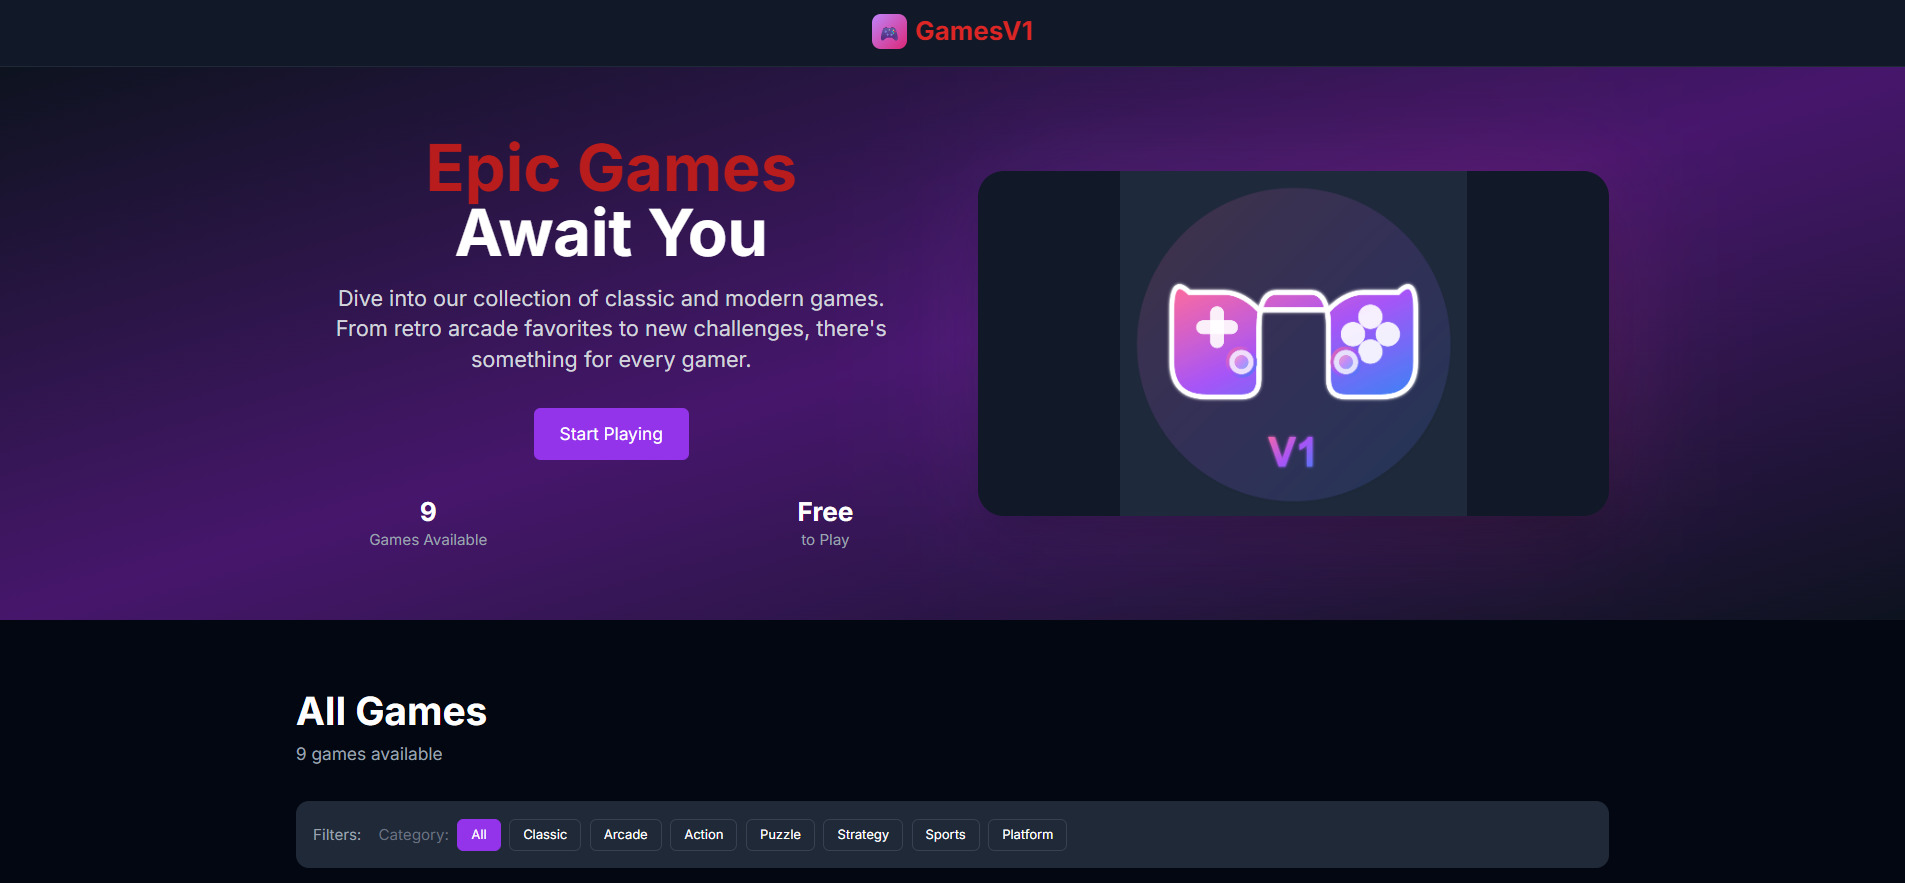 GamesV1
Epic Games
Await You
Dive into our collection of classic and modern games.
From retro arcade favorites to new challenges, there's
something for every gamer.
Start Playing
9
Games Available
Free
to Play
V1
All Games
9 games available
Filters: Category: All Classic Arcade Action Puzzle Strategy Sports Platform